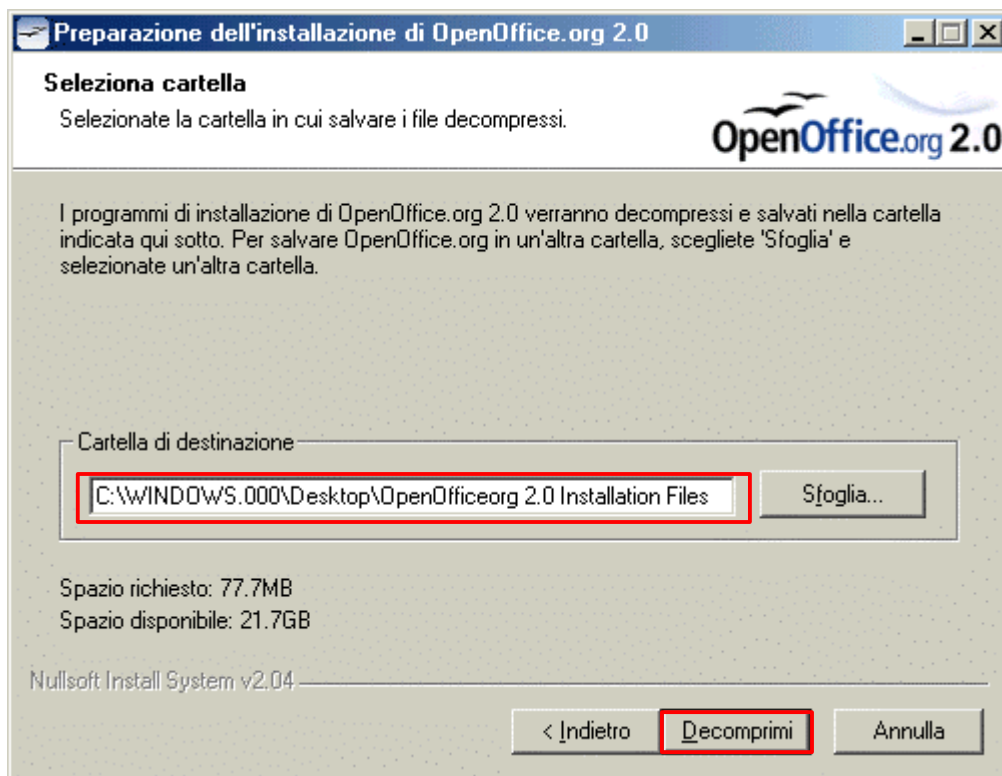 Preparazione dell'installazione di OpenOffice.org 2.0
Seleziona cartella
Selezionate la cartella in cui salvare i file decompressi.
OpenOffice.org 2.0
I programmi di installazione di OpenOffice.org 2.0 verranno decompressi e salvati nella cartella
indicata qui sotto. Per salvare OpenOffice.org in un'altra cartella, scegliete 'Sfoglia' e
selezionate un'altra cartella.
Cartella di destinazione
C:\WINDOWS.000\Desktop\OpenOfficeorg 2.0 Installation Files
Sfoglia...
Spazio richiesto: 77.7MB
Spazio disponibile: 21.7GB
Nullsoft Install System v2.04
< Indietro
Decomprimi
Annulla